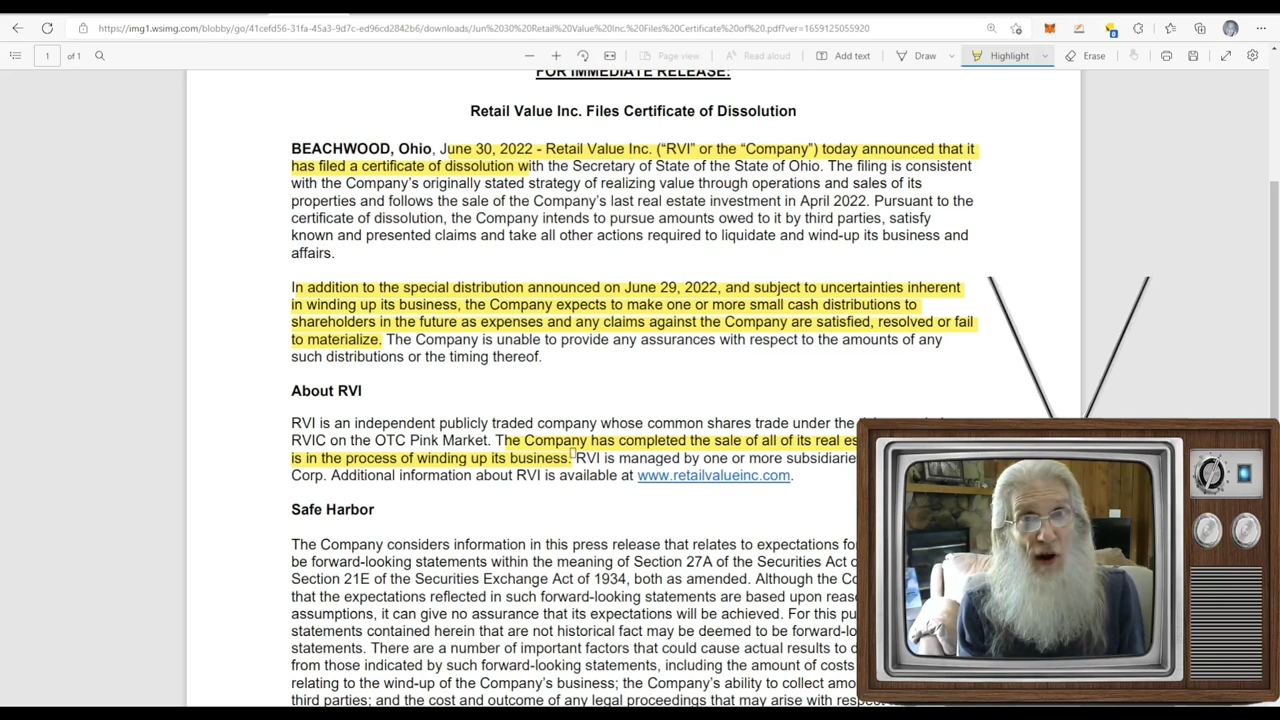 https://img1.wsimg.com/blobby/go/41cefd56-31fa-45a3-9d7c-ed96cd2842b6/downloads/Jun%2030%20Retail%20Value%20Inc.%20Files%20Certificate%20of%20.pdf?ver=1659125055920
1 of 1
Page view
Read aloud
Add text
Draw
Highlight
Erase
FOR IMMEDIATE RELEASE:
Retail Value Inc. Files Certificate of Dissolution
BEACHWOOD, Ohio, June 30, 2022 - Retail Value Inc. (“RVI” or the “Company”) today announced that it
has filed a certificate of dissolution with the Secretary of State of the State of Ohio. The filing is consistent
with the Company’s originally stated strategy of realizing value through operations and sales of its
properties and follows the sale of the Company’s last real estate investment in April 2022. Pursuant to the
certificate of dissolution, the Company intends to pursue amounts owed to it by third parties, satisfy
known and presented claims and take all other actions required to liquidate and wind-up its business and
affairs.
In addition to the special distribution announced on June 29, 2022, and subject to uncertainties inherent
in winding up its business, the Company expects to make one or more small cash distributions to
shareholders in the future as expenses and any claims against the Company are satisfied, resolved or fail
to materialize. The Company is unable to provide any assurances with respect to the amounts of any
such distributions or the timing thereof.
About RVI
RVI is an independent publicly traded company whose common shares trade under the
RVIC on the OTC Pink Market. The Company has completed the sale of all of its real es
is in the process of winding up its business. RVI is managed by one or more subsidiarie
Corp. Additional information about RVI is available at www.retailvalueinc.com.
Safe Harbor
The Company considers information in this press release that relates to expectations fo
be forward-looking statements within the meaning of Section 27A of the Securities Act o
Section 21E of the Securities Exchange Act of 1934, both as amended. Although the Co
that the expectations reflected in such forward-looking statements are based upon reas
assumptions, it can give no assurance that its expectations will be achieved. For this pu
statements contained herein that are not historical fact may be deemed to be forward-lo
statements. There are a number of important factors that could cause actual results to d
from those indicated by such forward-looking statements, including the amount of costs
relating to the wind-up of the Company’s business; the Company’s ability to collect amo
third parties; and the cost and outcome of any legal proceedings that may arise with